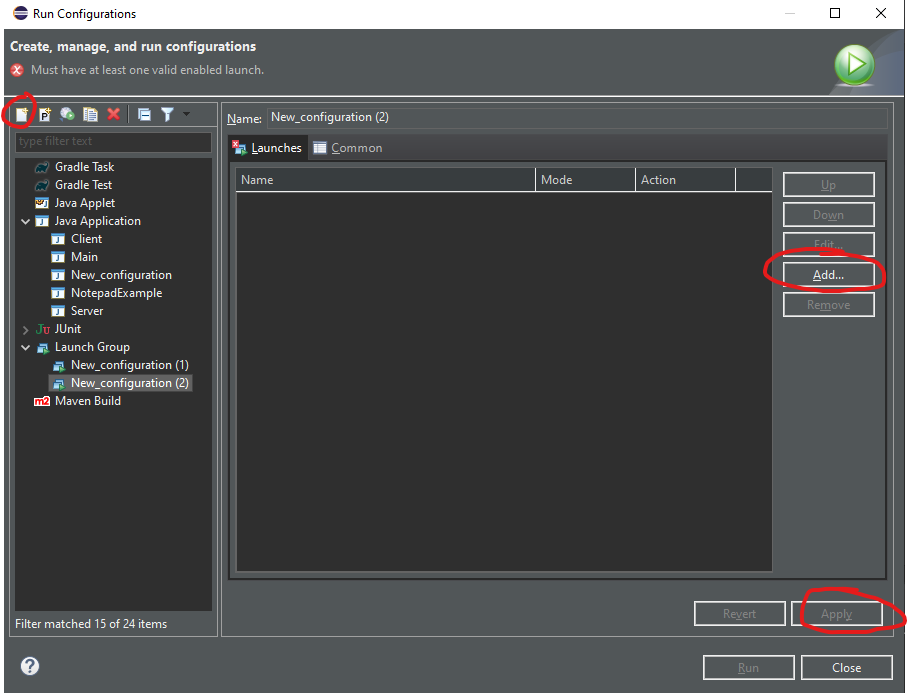 Run Configurations
Create, manage, and run configurations
Must have at least one valid enabled launch.
type filter text
Gradle Task
Gradle Test
Java Applet
Java Application
Client
Main
New_configuration
NotepadExample
Server
JU JUnit
Launch Group
New_configuration (1)
New_configuration (2)
m2 Maven Build
Filter matched 15 of 24 items
Name: New_configuration (2)
Launches Common
Name Mode Action
Up
Down
Edit...
Add...
Remove
Revert Apply
Run Close